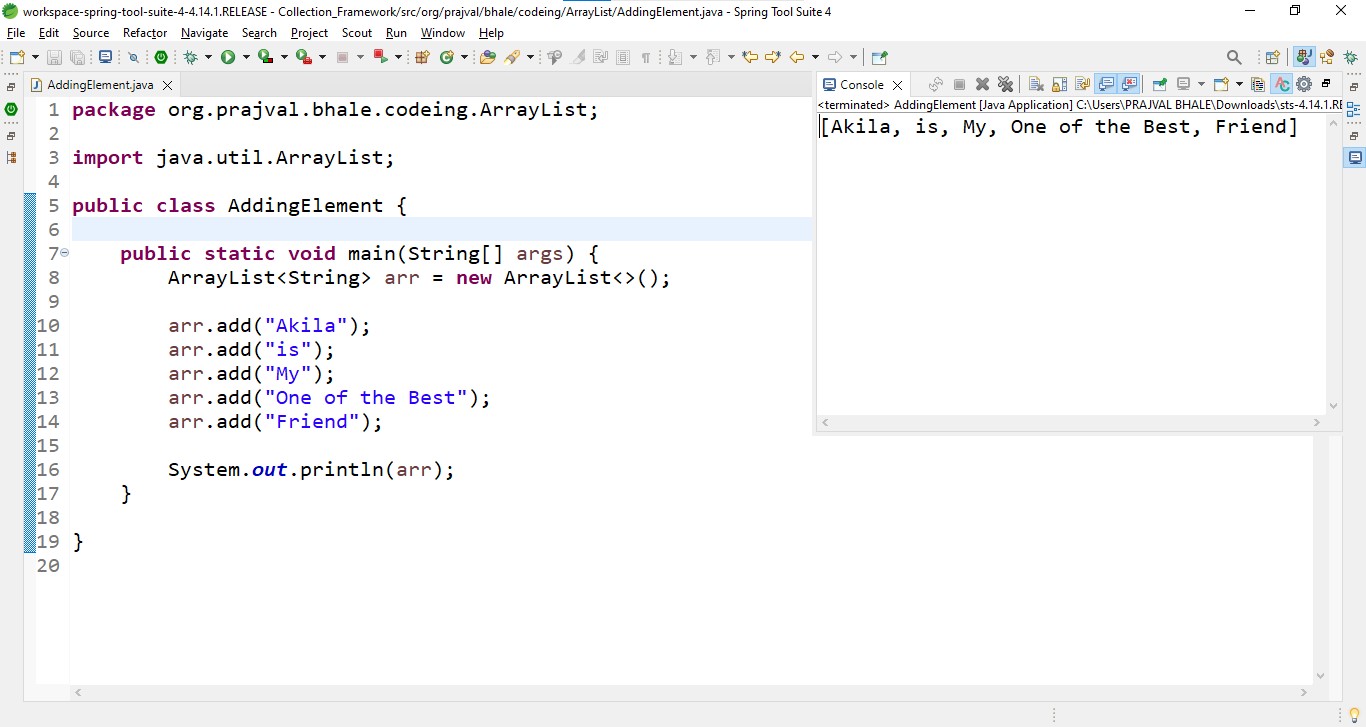 workspace-spring-tool-suite-4-4.14.1.RELEASE - Collection_Framework/src/org/prajval/bhale/codeing/ArrayList/AddingElement.java - Spring Tool Suite 4
File Edit Source Refactor Navigate Search Project Scout Run Window Help
AddingElement.java
1 package org.prajval.bhale.codeing.ArrayList;
2
3 import java.util.ArrayList;
4
5 public class AddingElement {
6
7 public static void main(String[] args) {
8 ArrayList<String> arr = new ArrayList<>();
9
10 arr.add("Akila");
11 arr.add("is");
12 arr.add("My");
13 arr.add("One of the Best");
14 arr.add("Friend");
15
16 System.out.println(arr);
17 }
18
19 }
20
Console
<terminated> AddingElement [Java Application] C:\Users\PRAJVAL BHALE\Downloads\sts-4.14.1.RE
[Akila, is, My, One of the Best, Friend]